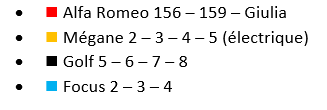 • ■ Alfa Romeo 156 – 159 – Giulia
• ■ Mégane 2 – 3 – 4 – 5 (électrique)
• ■ Golf 5 – 6 – 7 – 8
• ■ Focus 2 – 3 – 4